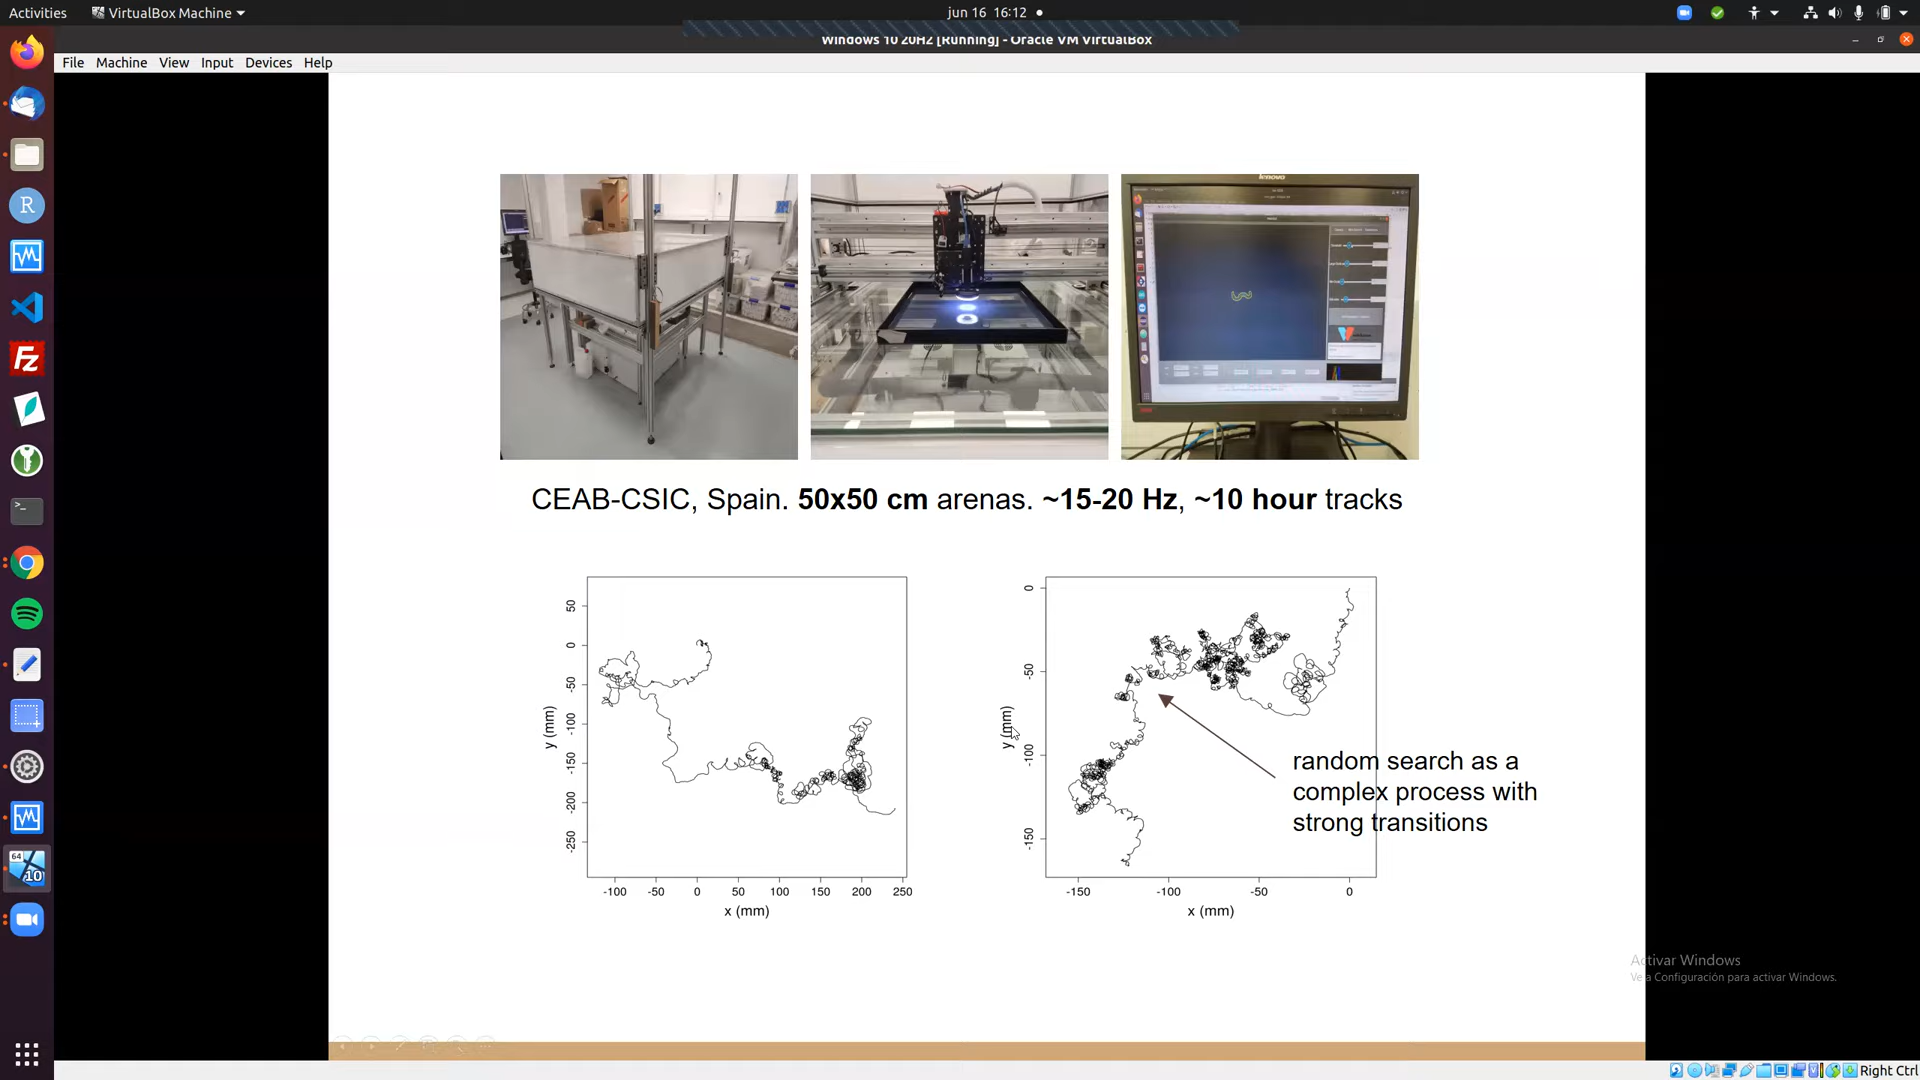 Activities
VirtualBox Machine
jun 16 16:12
Windows 10 20H2 [Running] - Oracle VM VirtualBox
File Machine View Input Devices Help
lenovo
CEAB-CSIC, Spain. 50x50 cm arenas. ~15-20 Hz, ~10 hour tracks
50
0
-50
-100
-150
-200
-250
y (mm)
-100 -50 0 50 100 150 200 250
x (mm)
0
-50
-100
-150
y (mm)
-150 -100 -50 0
x (mm)
random search as a
complex process with
strong transitions
Activar Windows
Ve a Configuración para activar Windows.
R
FZ
>_
64
10
Right Ctrl